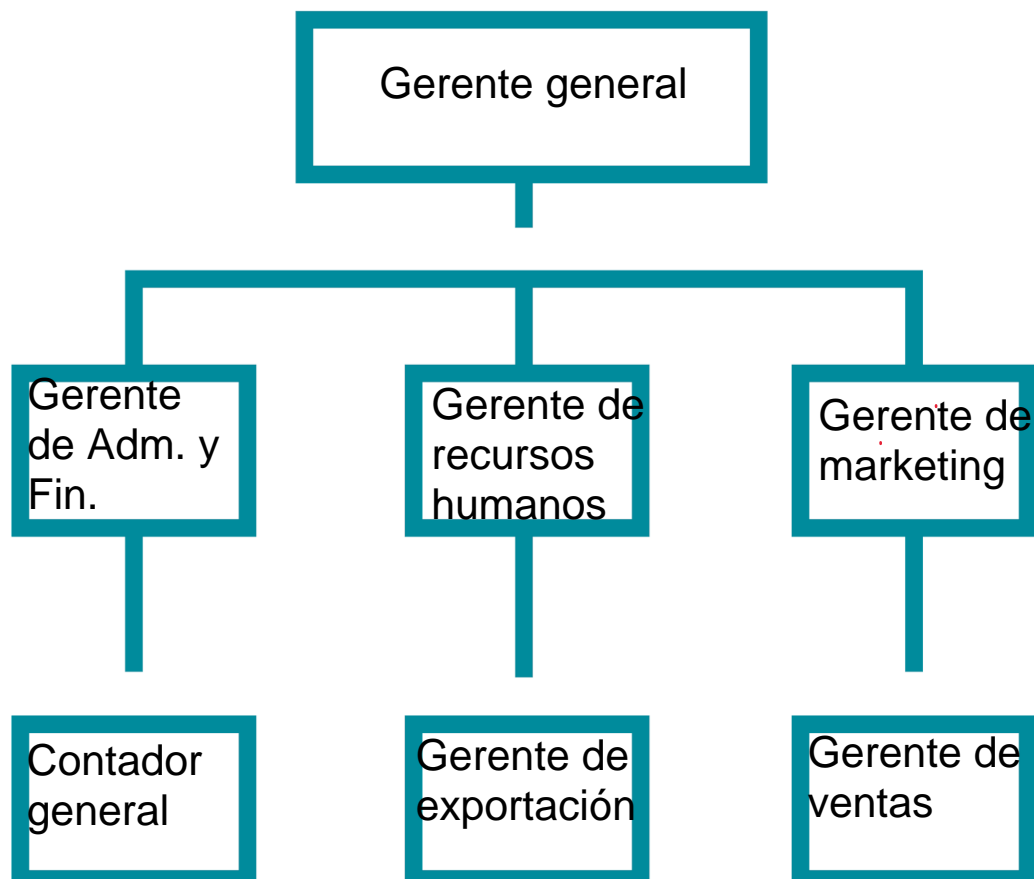 Gerente general
Gerente
de Adm. y
Fin.
Gerente de
recursos
humanos
Gerente de
marketing
Contador
general
Gerente de
exportación
Gerente de
ventas